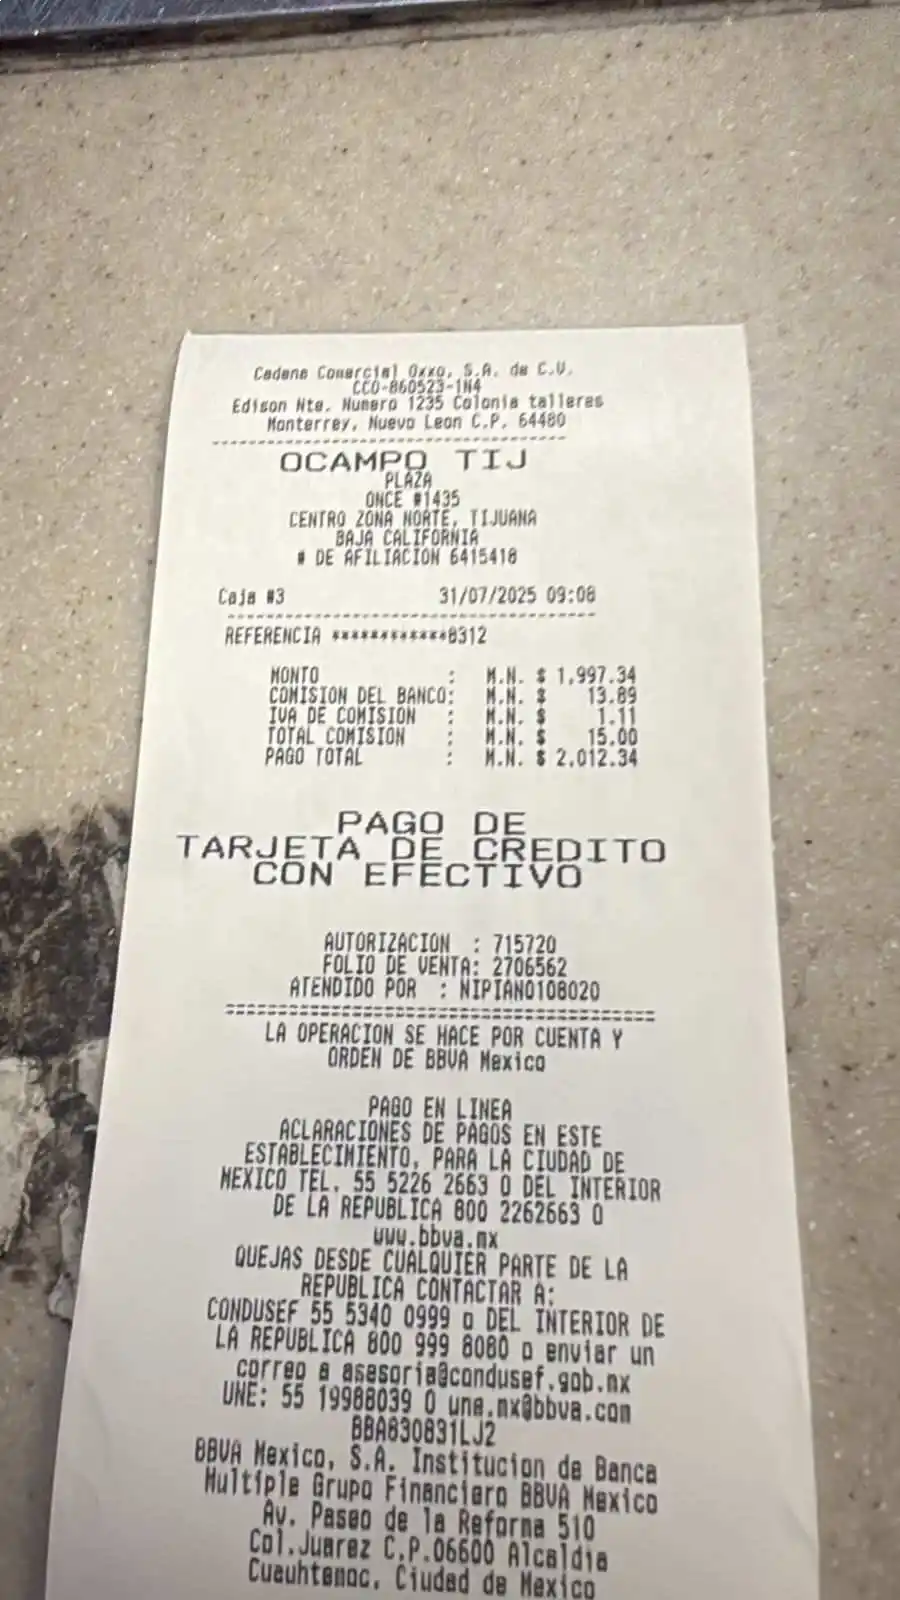 Cadena Comercial Oxxo, S.A. de C.V.
CCO-860523-1N4
Edison Nte. Numero 1235 Colonia talleres
Monterrey, Nuevo Leon C.P. 64480
OCAMPO TIJ
PLAZA
ONCE #1435
CENTRO ZONA NORTE, TIJUANA
BAJA CALIFORNIA
# DE AFILIACION 6415418
Caja #3 31/07/2025 09:08
REFERENCIA ************8312
MONTO : M.N. $ 1,997.34
COMISION DEL BANCO: M.N. $ 13.89
IVA DE COMISION : M.N. $ 1.11
TOTAL COMISION : M.N. $ 15.00
PAGO TOTAL : M.N. $ 2,012.34
PAGO DE
TARJETA DE CREDITO
CON EFECTIVO
AUTORIZACION : 715720
FOLIO DE VENTA: 2706562
ATENDIDO POR : NIPIANO108020
LA OPERACION SE HACE POR CUENTA Y
ORDEN DE BBVA Mexico
PAGO EN LINEA
ACLARACIONES DE PAGOS EN ESTE
ESTABLECIMIENTO, PARA LA CIUDAD DE
MEXICO TEL. 55 5226 2663 O DEL INTERIOR
DE LA REPUBLICA 800 2262663 O
www.bbva.mx
QUEJAS DESDE CUALQUIER PARTE DE LA
REPUBLICA CONTACTAR A:
CONDUSEF 55 5340 0999 o DEL INTERIOR DE
LA REPUBLICA 800 999 8080 o enviar un
correo a asesoria@condusef.gob.mx
UNE: 55 19988039 O une.mx@bbva.com
BBA830831LJ2
BBVA Mexico, S.A. Institucion de Banca
Multiple Grupo Financiero BBVA Mexico
Av. Paseo de la Reforma 510
Col.Juarez C.P.06600 Alcaldia
Cuauhtemoc, Ciudad de Mexico